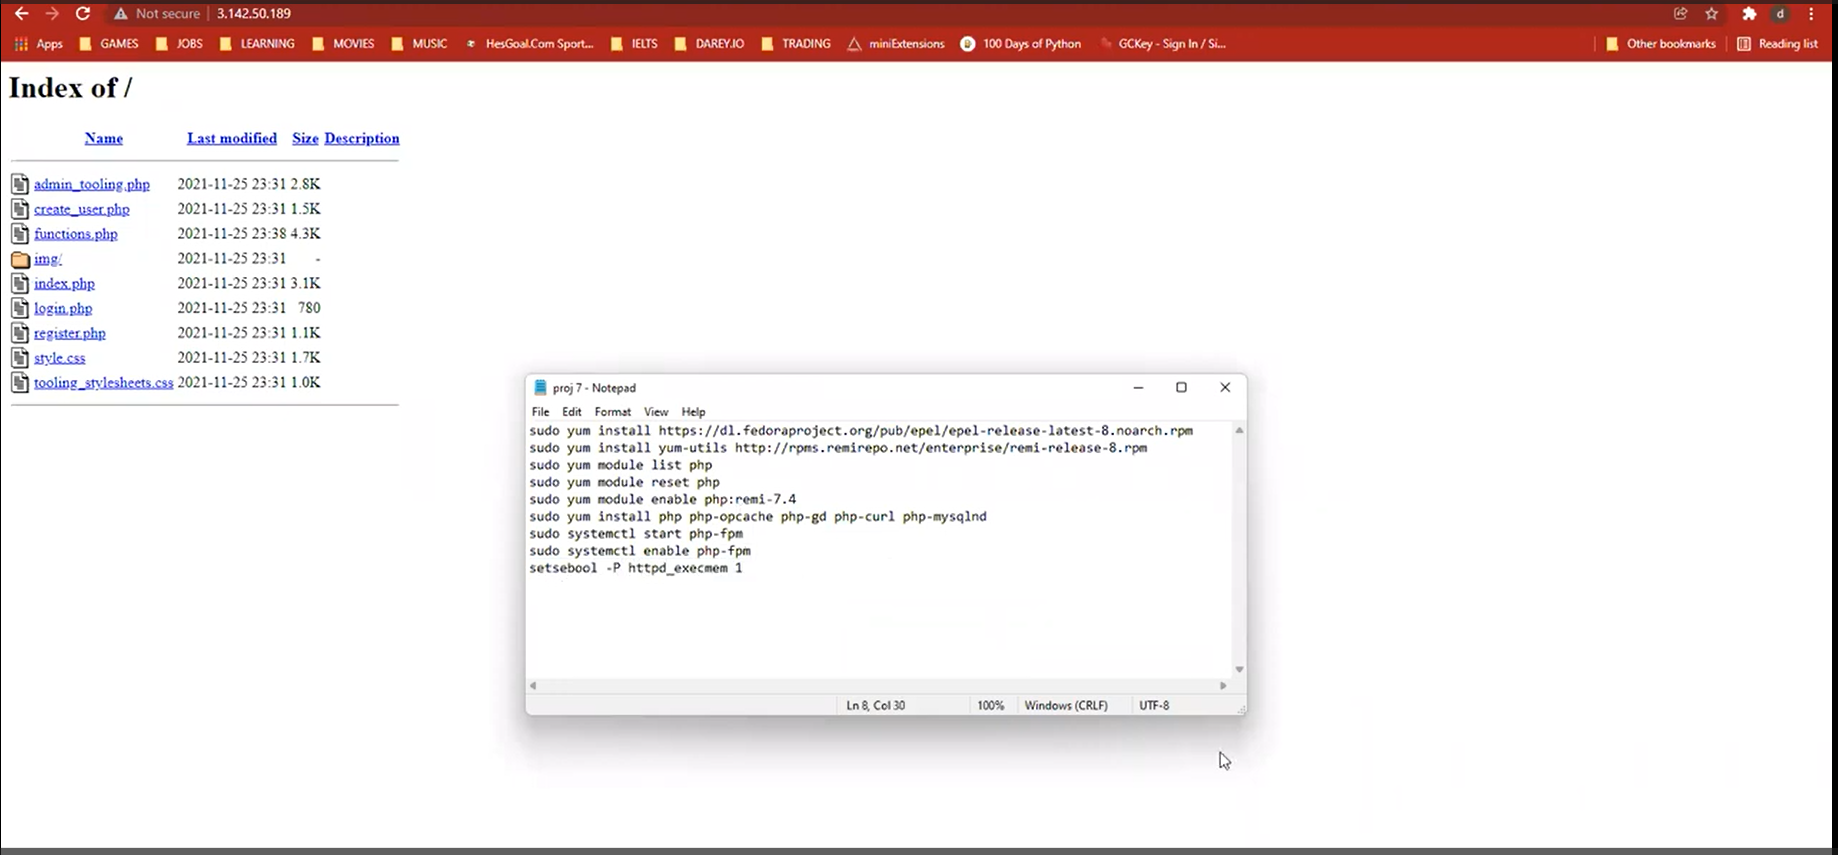 Not secure | 3.142.50.189
Apps GAMES JOBS LEARNING MOVIES MUSIC HesGoal.Com Sport... IELTS DAREY.IO TRADING miniExtensions 100 Days of Python GCKey - Sign In / Si... Other bookmarks Reading list
Index of /
Name Last modified Size Description
admin_tooling.php 2021-11-25 23:31 2.8K
create_user.php 2021-11-25 23:31 1.5K
functions.php 2021-11-25 23:38 4.3K
img/ 2021-11-25 23:31 -
index.php 2021-11-25 23:31 3.1K
login.php 2021-11-25 23:31 780
register.php 2021-11-25 23:31 1.1K
style.css 2021-11-25 23:31 1.7K
tooling_stylesheets.css 2021-11-25 23:31 1.0K
proj 7 - Notepad
File Edit Format View Help
sudo yum install https://dl.fedoraproject.org/pub/epel/epel-release-latest-8.noarch.rpm
sudo yum install yum-utils http://rpms.remirepo.net/enterprise/remi-release-8.rpm
sudo yum module list php
sudo yum module reset php
sudo yum module enable php:remi-7.4
sudo yum install php php-opcache php-gd php-curl php-mysqlnd
sudo systemctl start php-fpm
sudo systemctl enable php-fpm
setsebool -P httpd_execmem 1
Ln 8, Col 30 100% Windows (CRLF) UTF-8